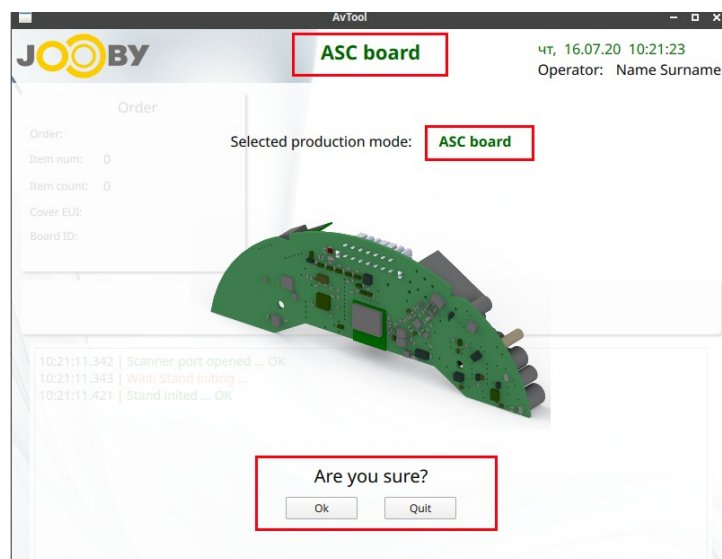 AvTool
JOOBY
ASC board
чт, 16.07.20 10:21:23
Operator: Name Surname
Order
Order:
Item num: 0
Item count: 0
Cover EUI:
Board ID:
Selected production mode: ASC board
10:21:11.342 | Scanner port opened ... OK
10:21:11.343 | Wait! Stand initing ...
10:21:11.421 | Stand inited ... OK
Are you sure?
Ok
Quit